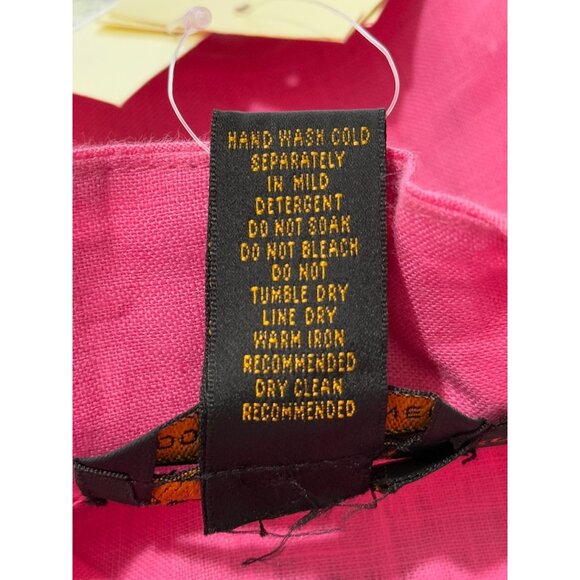 HAND WASH COLD
SEPARATELY
IN MILD
DETERGENT
DO NOT SOAK
DO NOT BLEACH
DO NOT
TUMBLE DRY
LINE DRY
WARM IRON
RECOMMENDED
DRY CLEAN
RECOMMENDED